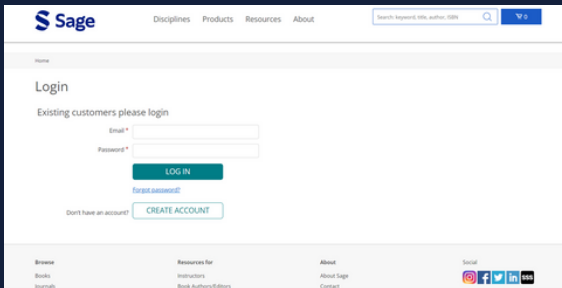 Sage
Disciplines Products Resources About
Search: keyword, title, author, ISBN
0
Home
Login
Existing customers please login
Email *
Password *
LOG IN
Forgot password?
Don't have an account? CREATE ACCOUNT
Browse Resources for About Social
Books Instructors About Sage
Journals Book Authors/Editors Contact
sss